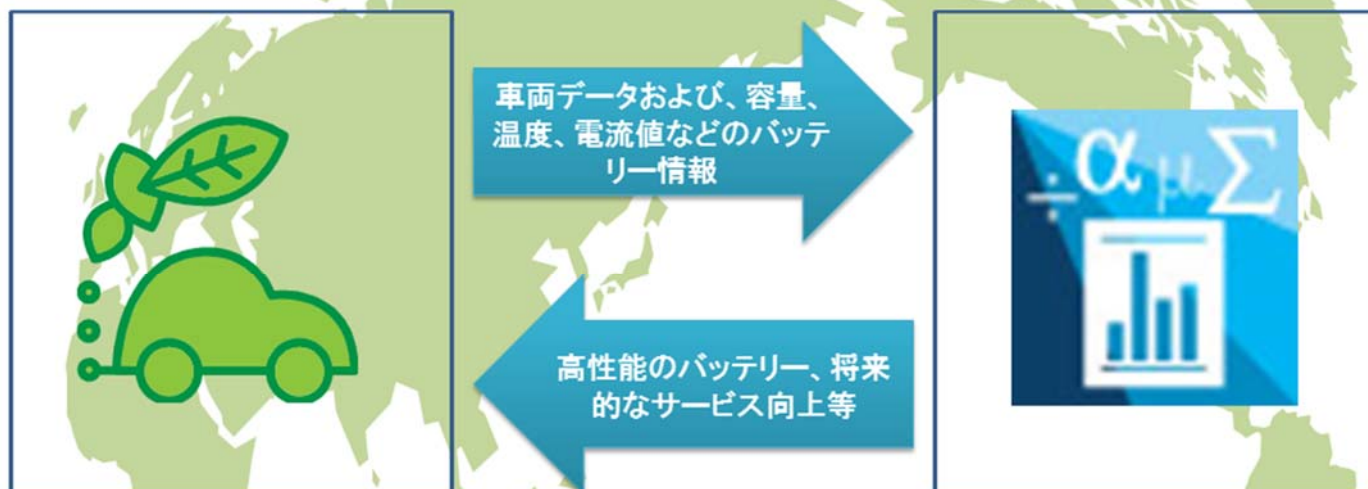 車両データおよび、容量、
温度、電流値などのバッテ
リー情報
÷α μ Σ
高性能のバッテリー、将来
的なサービス向上等